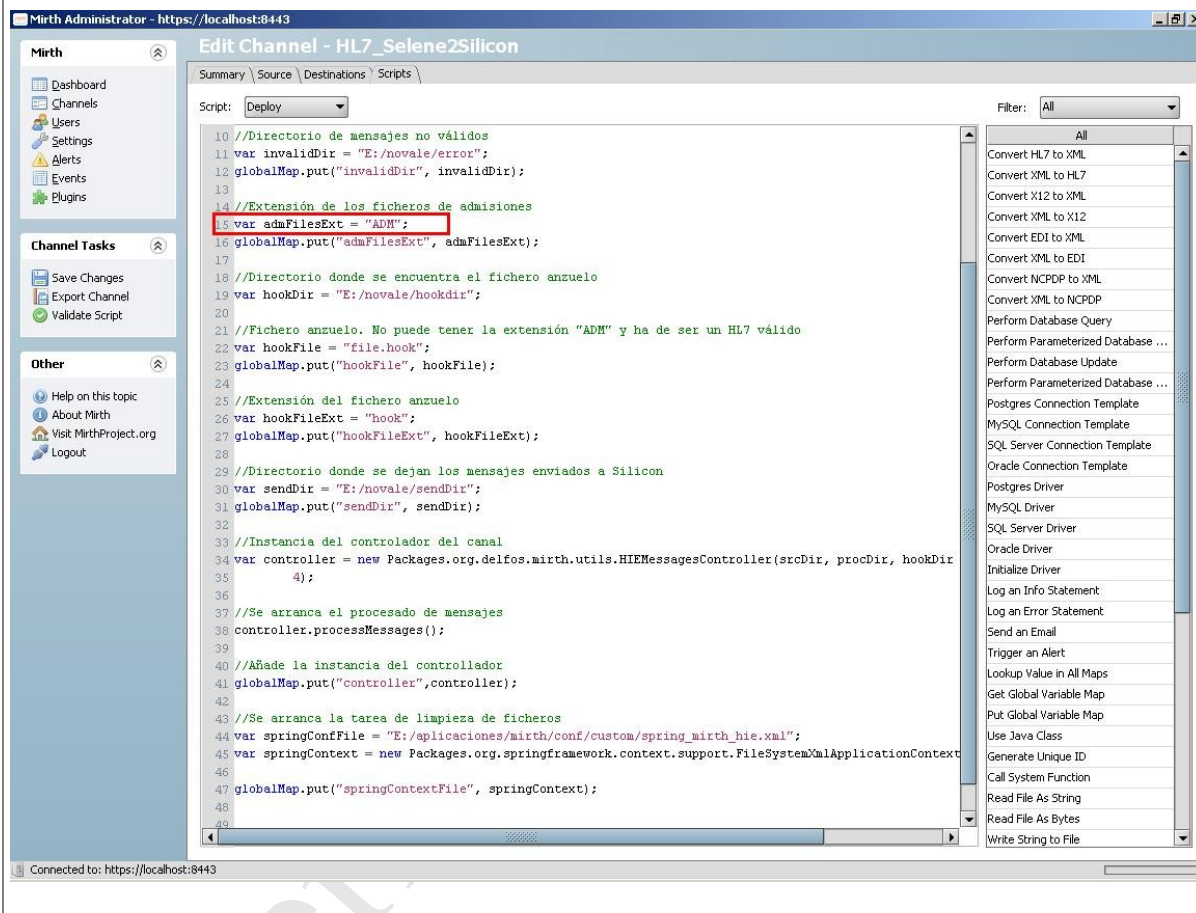 Mirth Administrator - https://localhost:8443
Mirth
Dashboard
Channels
Users
Settings
Alerts
Events
Plugins
Channel Tasks
Save Changes
Export Channel
Validate Script
Other
Help on this topic
About Mirth
Visit MirthProject.org
Logout
Edit Channel - HL7_Selene2Silicon
Summary Source Destinations Scripts
Script: Deploy
Filter: All
10 //Directorio de mensajes no válidos
11 var invalidDir = "E:/novale/error";
12 globalMap.put("invalidDir", invalidDir);
13
14 //Extensión de los ficheros de admisiones
15 var admFilesExt = "ADM";
16 globalMap.put("admFilesExt", admFilesExt);
17
18 //Directorio donde se encuentra el fichero anzuelo
19 var hookDir = "E:/novale/hookdir";
20
21 //Fichero anzuelo. No puede tener la extensión "ADM" y ha de ser un HL7 válido
22 var hookFile = "file.hook";
23 globalMap.put("hookFile", hookFile);
24
25 //Extensión del fichero anzuelo
26 var hookFileExt = "hook";
27 globalMap.put("hookFileExt", hookFileExt);
28
29 //Directorio donde se dejan los mensajes enviados a Silicon
30 var sendDir = "E:/novale/sendDir";
31 globalMap.put("sendDir", sendDir);
32
33 //Instancia del controlador del canal
34 var controller = new Packages.org.delfos.mirth.utils.HIEMessagesController(srcDir, procDir, hookDir
35 4);
36
37 //Se arranca el procesado de mensajes
38 controller.processMessages();
39
40 //Añade la instancia del controllador
41 globalMap.put("controller",controller);
42
43 //Se arranca la tarea de limpieza de ficheros
44 var springConfFile = "E:/aplicaciones/mirth/conf/custom/spring_mirth_hie.xml";
45 var springContext = new Packages.org.springframework.context.support.FileSystemXmlApplicationContext
46
47 globalMap.put("springContextFile", springContext);
48
49
All
Convert HL7 to XML
Convert XML to HL7
Convert X12 to XML
Convert XML to X12
Convert EDI to XML
Convert XML to EDI
Convert NCPDP to XML
Convert XML to NCPDP
Perform Database Query
Perform Parameterized Database ...
Perform Database Update
Perform Parameterized Database ...
Postgres Connection Template
MySQL Connection Template
SQL Server Connection Template
Oracle Connection Template
Postgres Driver
MySQL Driver
SQL Server Driver
Oracle Driver
Initialize Driver
Log an Info Statement
Log an Error Statement
Send an Email
Trigger an Alert
Lookup Value in All Maps
Get Global Variable Map
Put Global Variable Map
Use Java Class
Generate Unique ID
Call System Function
Read File As String
Read File As Bytes
Write String to File
Connected to: https://localhost:8443